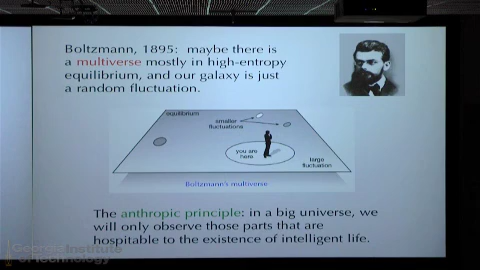 Boltzmann, 1895: maybe there is
a multiverse mostly in high-entropy
equilibrium, and our galaxy is just
a random fluctuation.
equilibrium
smaller
fluctuations
you are
here
large
fluctuation
Boltzmann's multiverse
The anthropic principle: in a big universe, we
will only observe those parts that are
hospitable to the existence of intelligent life.
Georgia Institute
of Technology